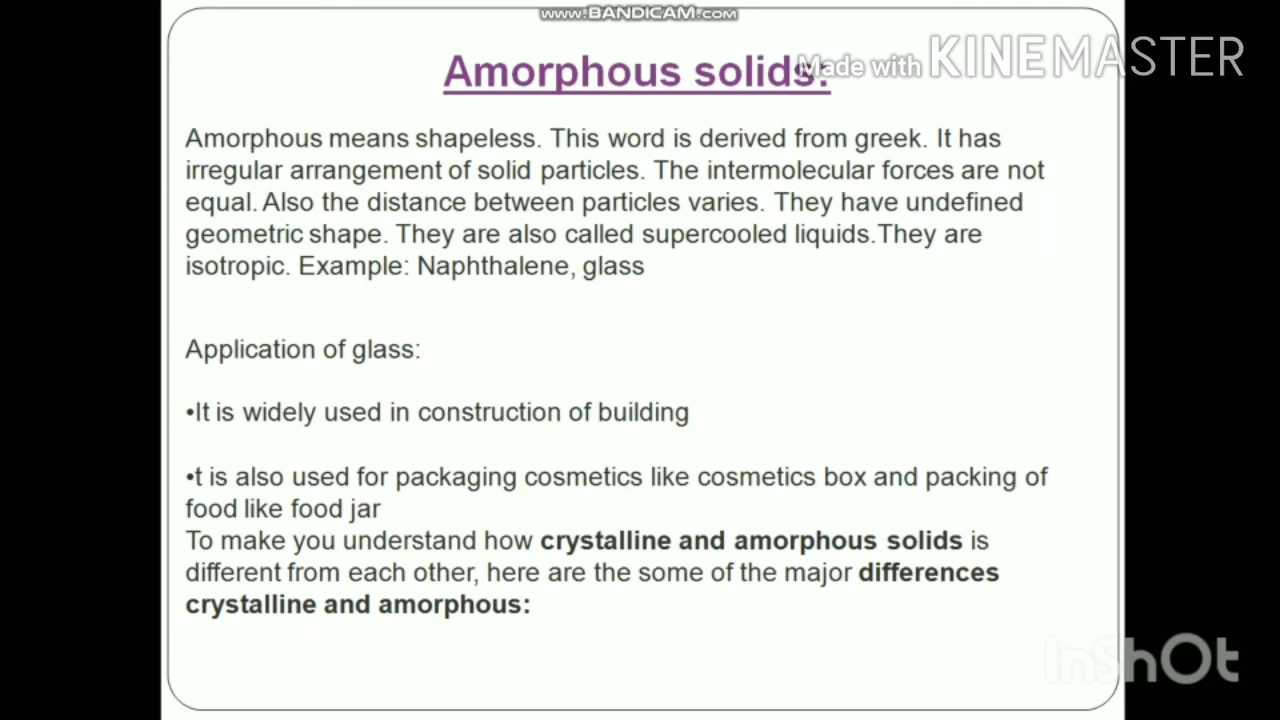 www.BANDICAM.com
Amorphous solids:
Made with KINEMASTER
Amorphous means shapeless. This word is derived from greek. It has
irregular arrangement of solid particles. The intermolecular forces are not
equal. Also the distance between particles varies. They have undefined
geometric shape. They are also called supercooled liquids.They are
isotropic. Example: Naphthalene, glass
Application of glass:
•It is widely used in construction of building
•t is also used for packaging cosmetics like cosmetics box and packing of
food like food jar
To make you understand how crystalline and amorphous solids is
different from each other, here are the some of the major differences
crystalline and amorphous:
InShOt